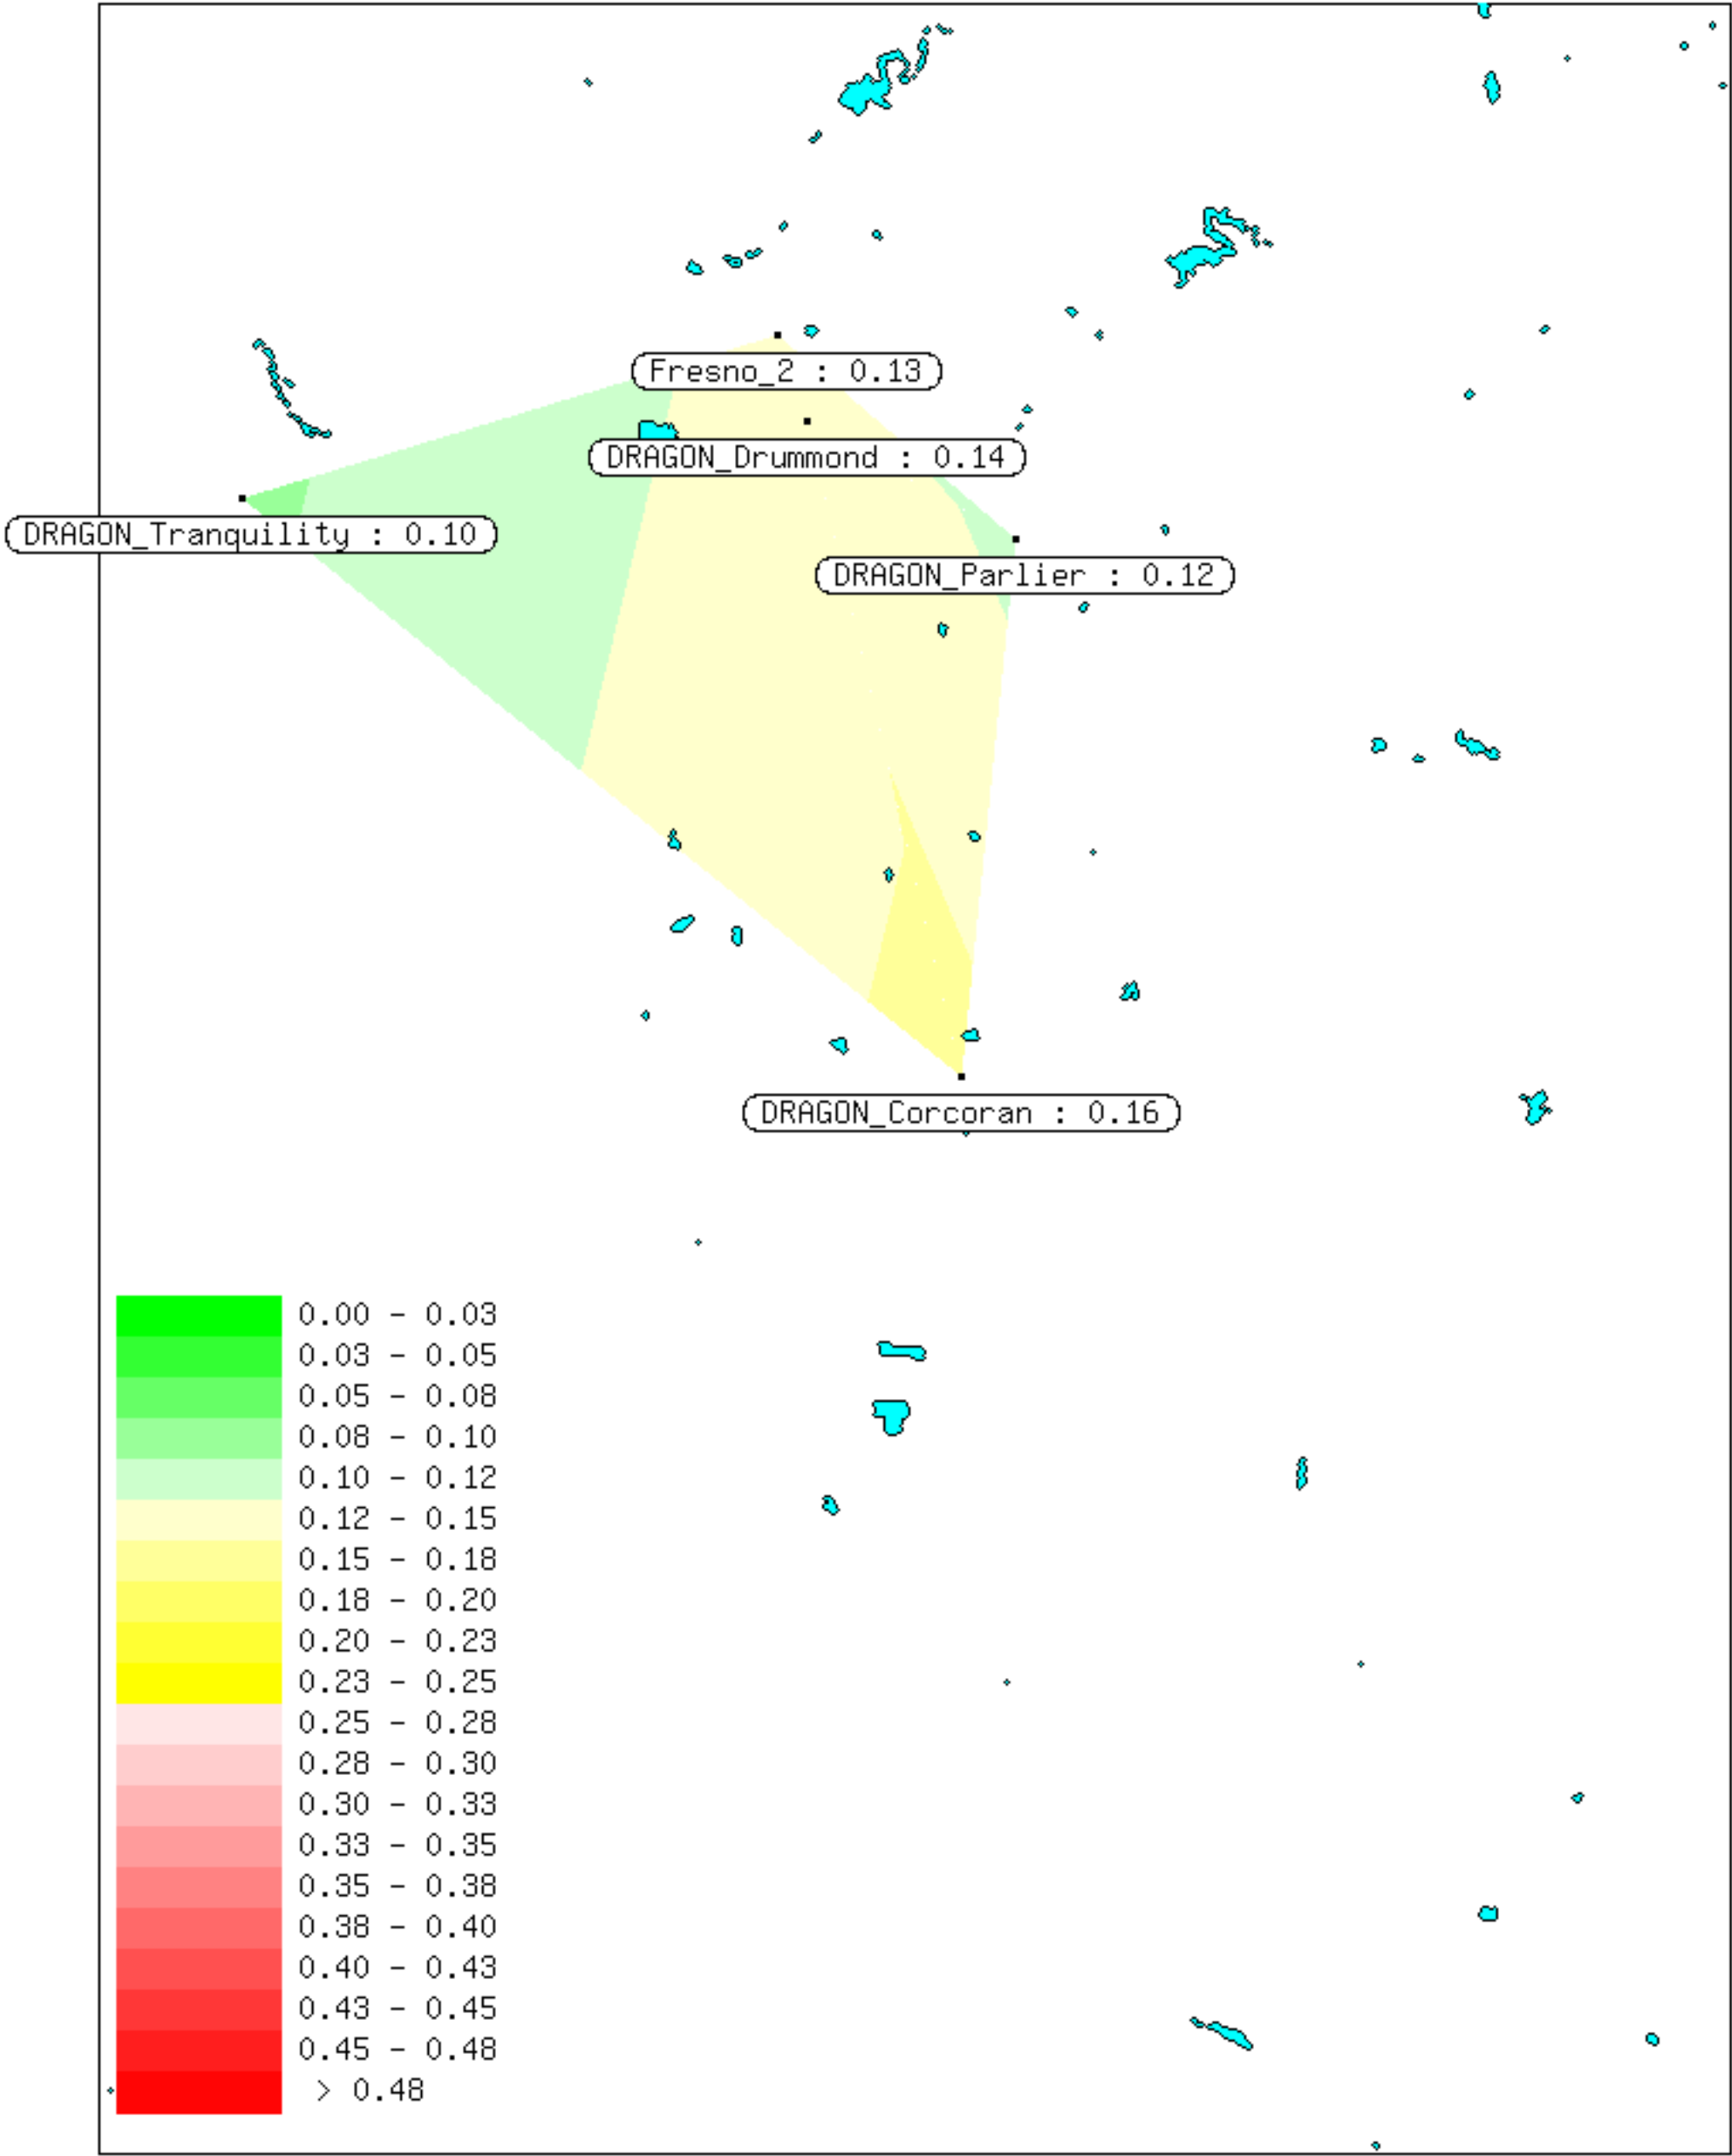 Fresno_2 : 0.13
DRAGON_Drummond : 0.14
DRAGON_Tranquility : 0.10
DRAGON_Parlier : 0.12
DRAGON_Corcoran : 0.16
0.00 - 0.03
0.03 - 0.05
0.05 - 0.08
0.08 - 0.10
0.10 - 0.12
0.12 - 0.15
0.15 - 0.18
0.18 - 0.20
0.20 - 0.23
0.23 - 0.25
0.25 - 0.28
0.28 - 0.30
0.30 - 0.33
0.33 - 0.35
0.35 - 0.38
0.38 - 0.40
0.40 - 0.43
0.43 - 0.45
0.45 - 0.48
> 0.48